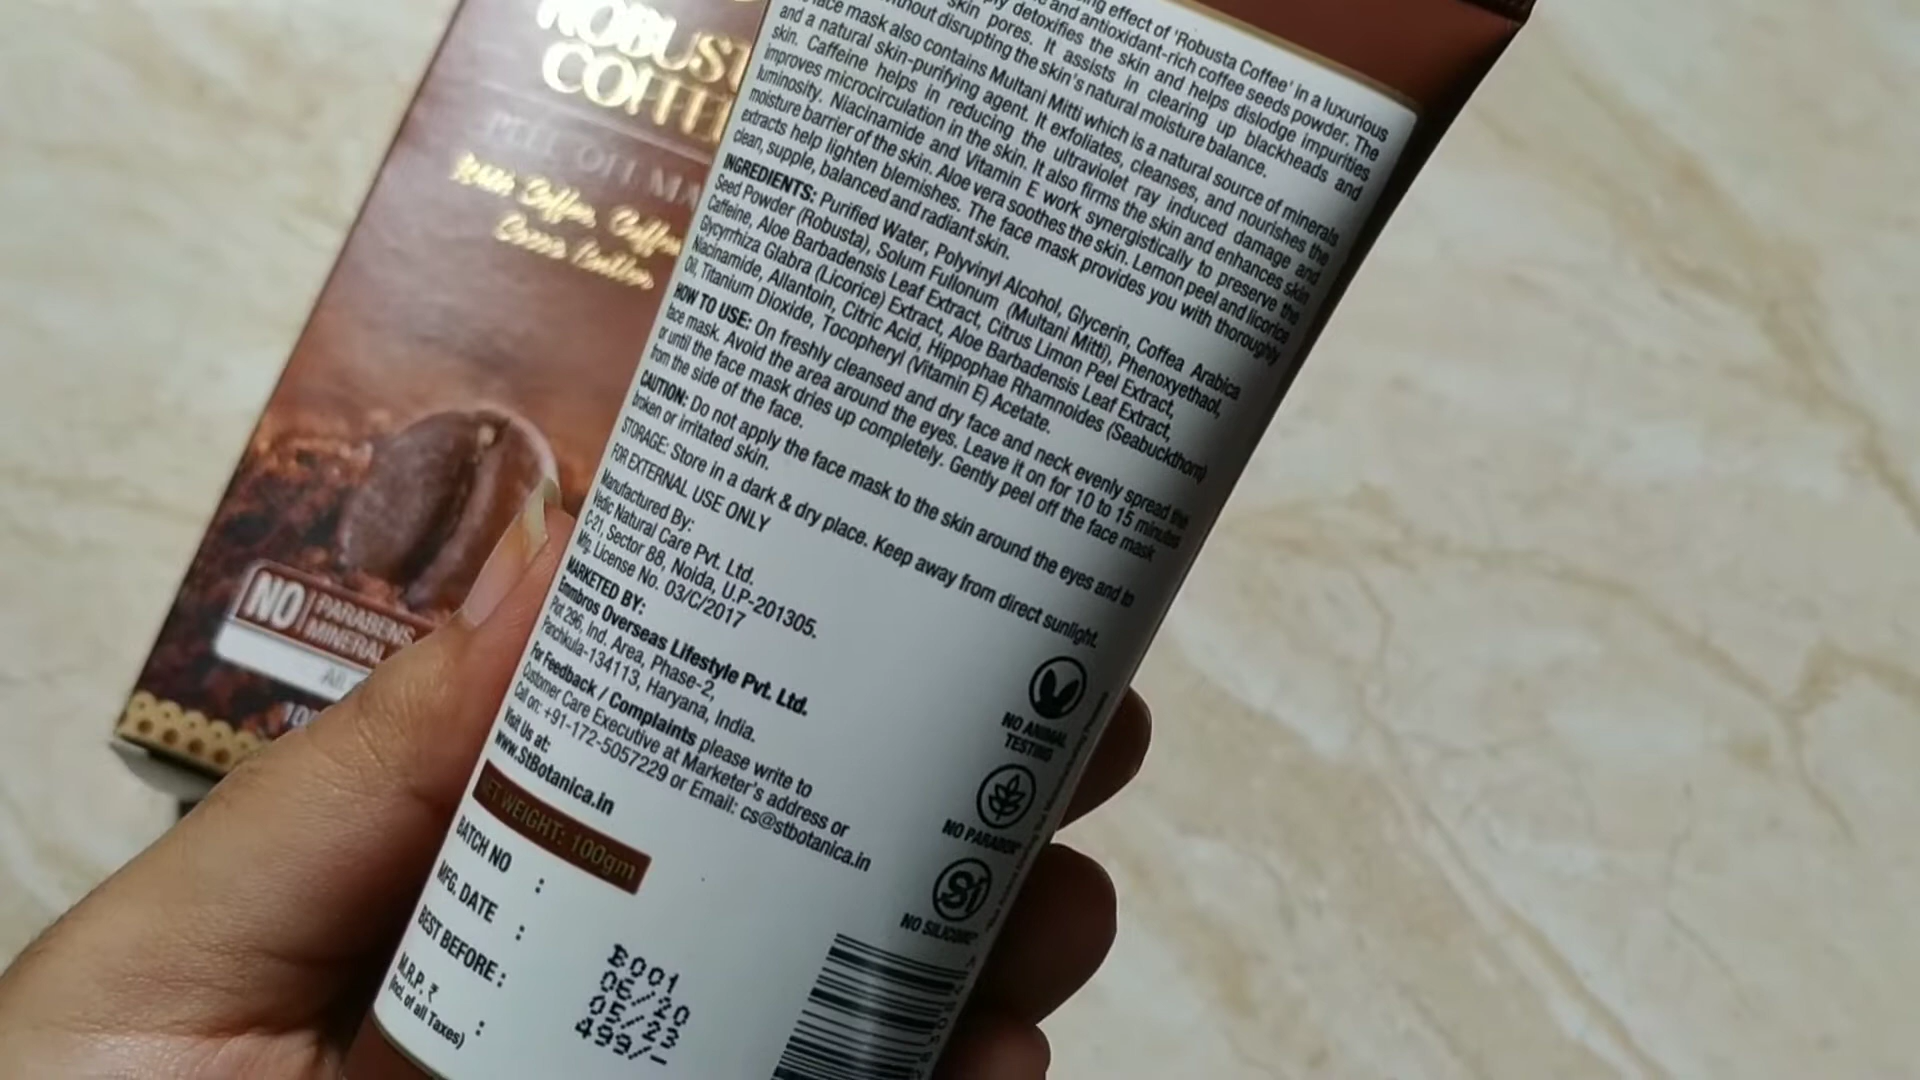 ROBUST
COFFEE
PEEL OFF MA
With Coffee, Caffe
Cocoa Butter,
NO
PARABENS
MINERAL
All
ing effect of 'Robusta Coffee' in a luxurious
and antioxidant-rich coffee seeds powder. The
detoxifies the skin and helps dislodge impurities
skin pores. It assists in clearing up blackheads and
without disrupting the skin's natural moisture balance.
face mask also contains Multani Mitti which is a natural source of minerals
and a natural skin-purifying agent. It exfoliates, cleanses, and nourishes the
skin. Caffeine helps in reducing the ultraviolet ray induced damage and
improves microcirculation in the skin. It also firms the skin and enhances skin
luminosity. Niacinamide and Vitamin E work synergistically to preserve the
moisture barrier of the skin. Aloe vera soothes the skin. Lemon peel and licorice
extracts help lighten blemishes. The face mask provides you with thoroughly
clean, supple, balanced and radiant skin.
INGREDIENTS: Purified Water, Polyvinyl Alcohol, Glycerin, Coffea Arabica
Seed Powder (Robusta), Solum Fullonum (Multani Mitti), Phenoxyethaol,
Caffeine, Aloe Barbadensis Leaf Extract, Citrus Limon Peel Extract,
Glycyrrhiza Glabra (Licorice) Extract, Aloe Barbadensis Leaf Extract,
Niacinamide, Allantoin, Citric Acid, Hippophae Rhamnoides (Seabuckthorn)
Oil, Titanium Dioxide, Tocopheryl (Vitamin E) Acetate.
HOW TO USE: On freshly cleansed and dry face and neck evenly spread the
face mask. Avoid the area around the eyes. Leave it on for 10 to 15 minutes
or until the face mask dries up completely. Gently peel off the face mask
from the side of the face.
CAUTION: Do not apply the face mask to the skin around the eyes and to
broken or irritated skin.
STORAGE: Store in a dark & dry place. Keep away from direct sunlight.
FOR EXTERNAL USE ONLY
Manufactured By:
Vedic Natural Care Pvt. Ltd.
C-21, Sector 88, Noida, U.P-201305.
Mfg. License No. 03/C/2017
MARKETED BY:
Emmbros Overseas Lifestyle Pvt. Ltd.
Plot 296, Ind. Area, Phase-2,
Panchkula-134113, Haryana, India.
For Feedback / Complaints please write to
Customer Care Executive at Marketer's address or
Call on: +91-172-5057229 or Email: cs@stbotanica.in
Visit Us at:
www.StBotanica.in
NET WEIGHT: 100gm
BATCH NO : B001
MFG. DATE : 06/20
BEST BEFORE : 05/23
M.R.P. ₹ : 499/-
(Incl. of all Taxes)
NO ANIMAL
TESTING
NO PARABEN*
Si
NO SILICONE*